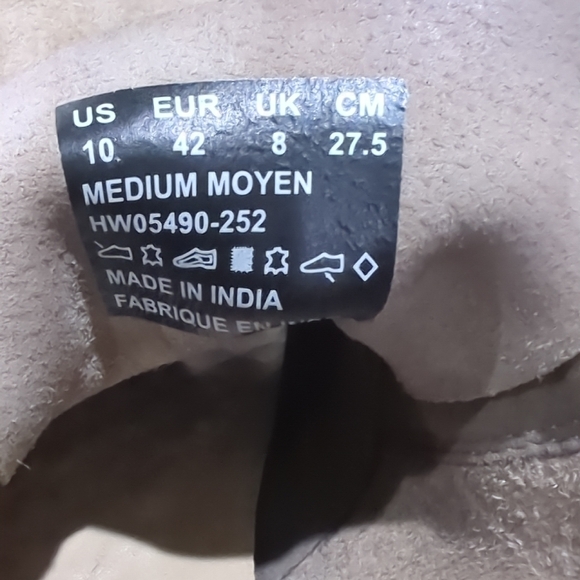 US EUR UK CM
10 42 8 27.5
MEDIUM MOYEN
HW05490-252
MADE IN INDIA
FABRIQUE EN